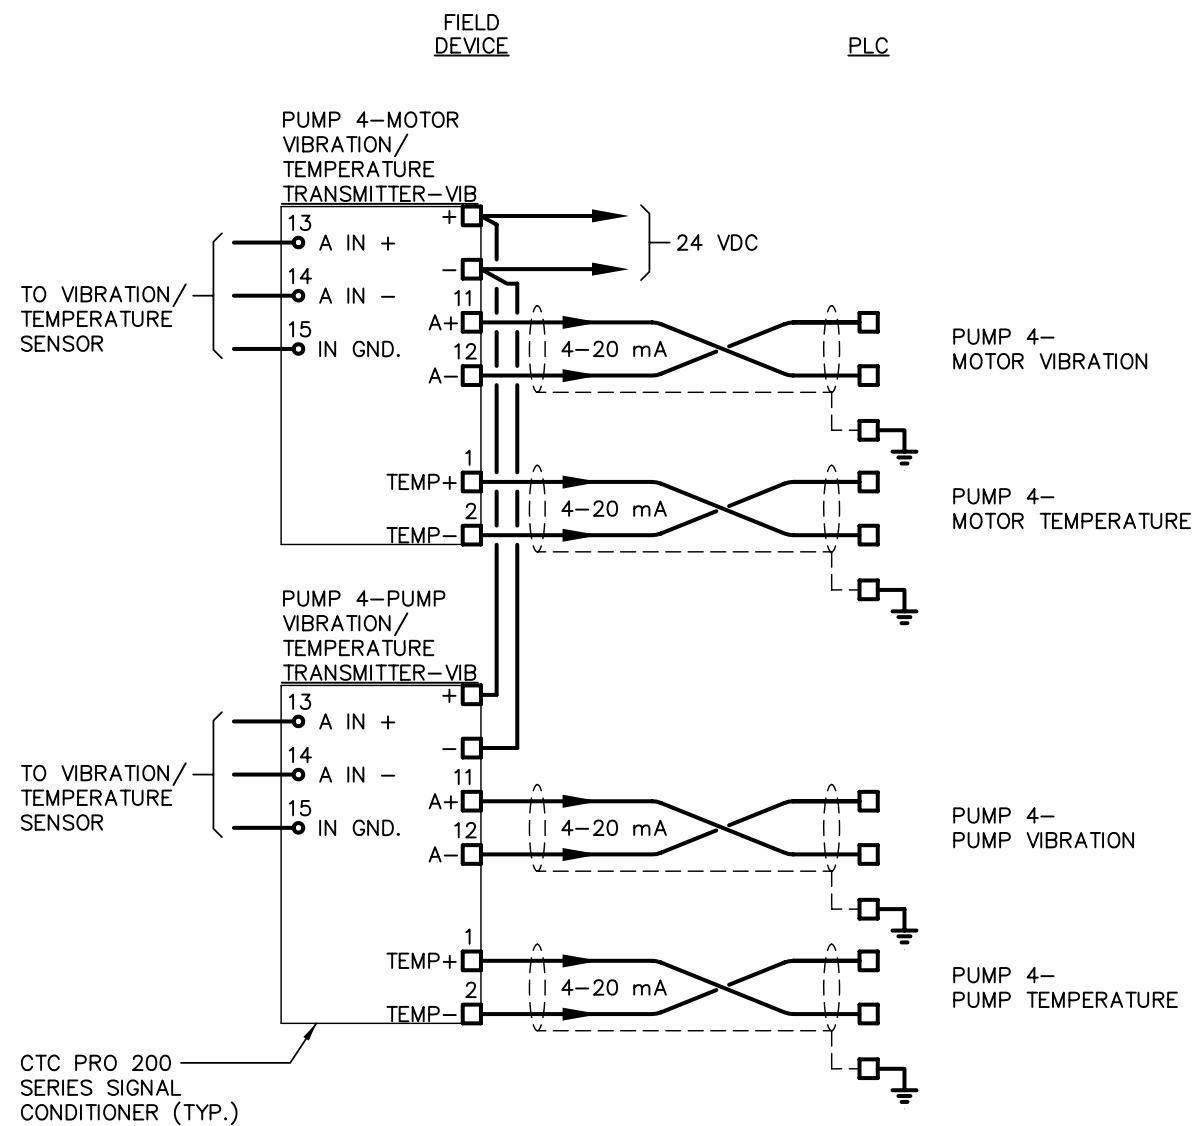 FIELD
DEVICE
PLC
PUMP 4-MOTOR
VIBRATION/
TEMPERATURE
TRANSMITTER-VIB
+
13
A IN +
24 VDC
-
14
A IN -
TO VIBRATION/
TEMPERATURE
SENSOR
11
A+
15
IN GND.
4-20 mA
12
A-
PUMP 4-
MOTOR VIBRATION
1
TEMP+
4-20 mA
2
TEMP-
PUMP 4-
MOTOR TEMPERATURE
PUMP 4-PUMP
VIBRATION/
TEMPERATURE
TRANSMITTER-VIB
+
13
A IN +
-
14
A IN -
TO VIBRATION/
TEMPERATURE
SENSOR
11
A+
15
IN GND.
4-20 mA
12
A-
PUMP 4-
PUMP VIBRATION
1
TEMP+
4-20 mA
2
TEMP-
PUMP 4-
PUMP TEMPERATURE
CTC PRO 200
SERIES SIGNAL
CONDITIONER (TYP.)